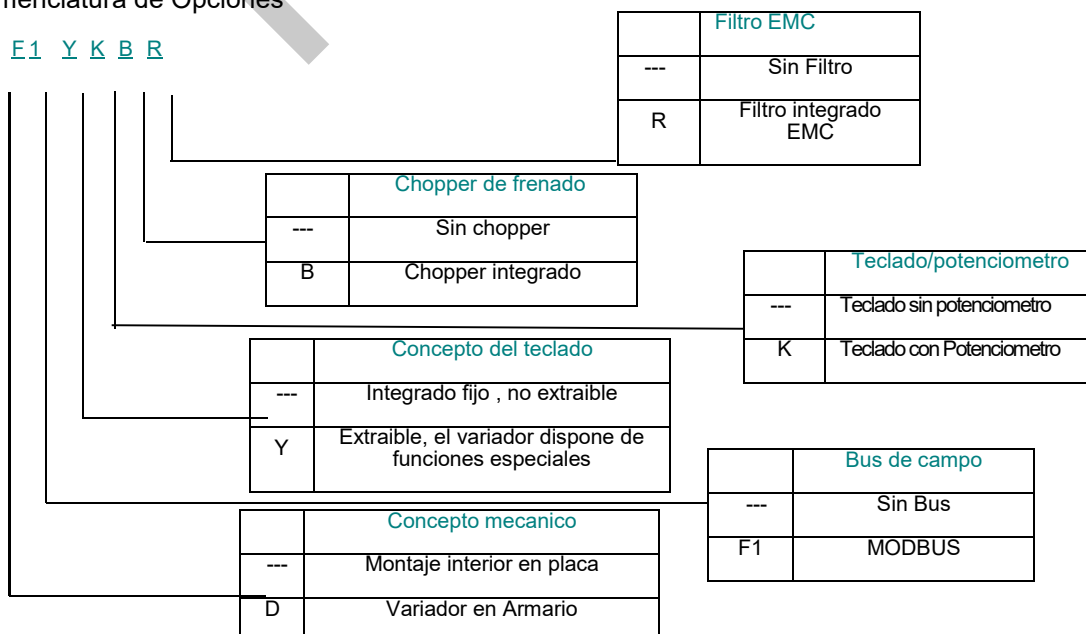 nenciatura de Opciones
F1 Y K B R
Filtro EMC
--- Sin Filtro
R Filtro integrado
EMC
Chopper de frenado
--- Sin chopper
B Chopper integrado
Teclado/potenciometro
--- Teclado sin potenciometro
K Teclado con Potenciometro
Concepto del teclado
--- Integrado fijo , no extraible
Y Extraible, el variador dispone de
funciones especiales
Bus de campo
--- Sin Bus
F1 MODBUS
Concepto mecanico
--- Montaje interior en placa
D Variador en Armario